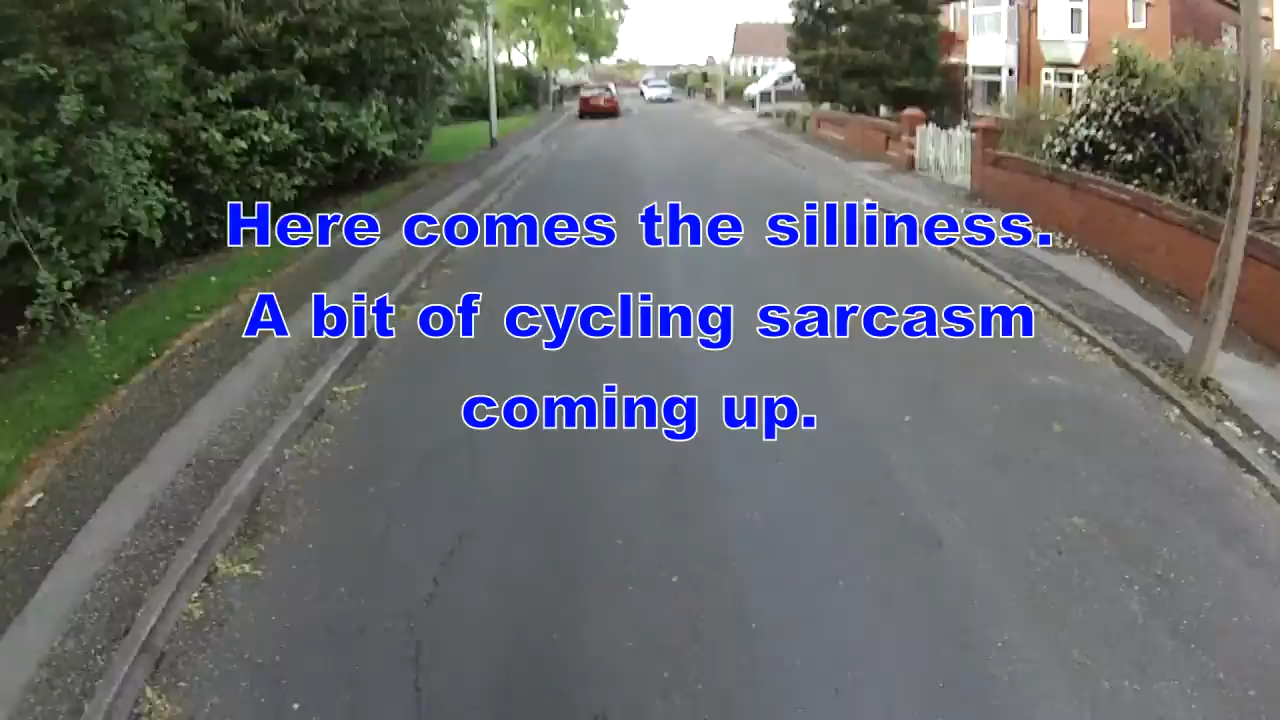 Here comes the silliness.
A bit of cycling sarcasm
coming up.